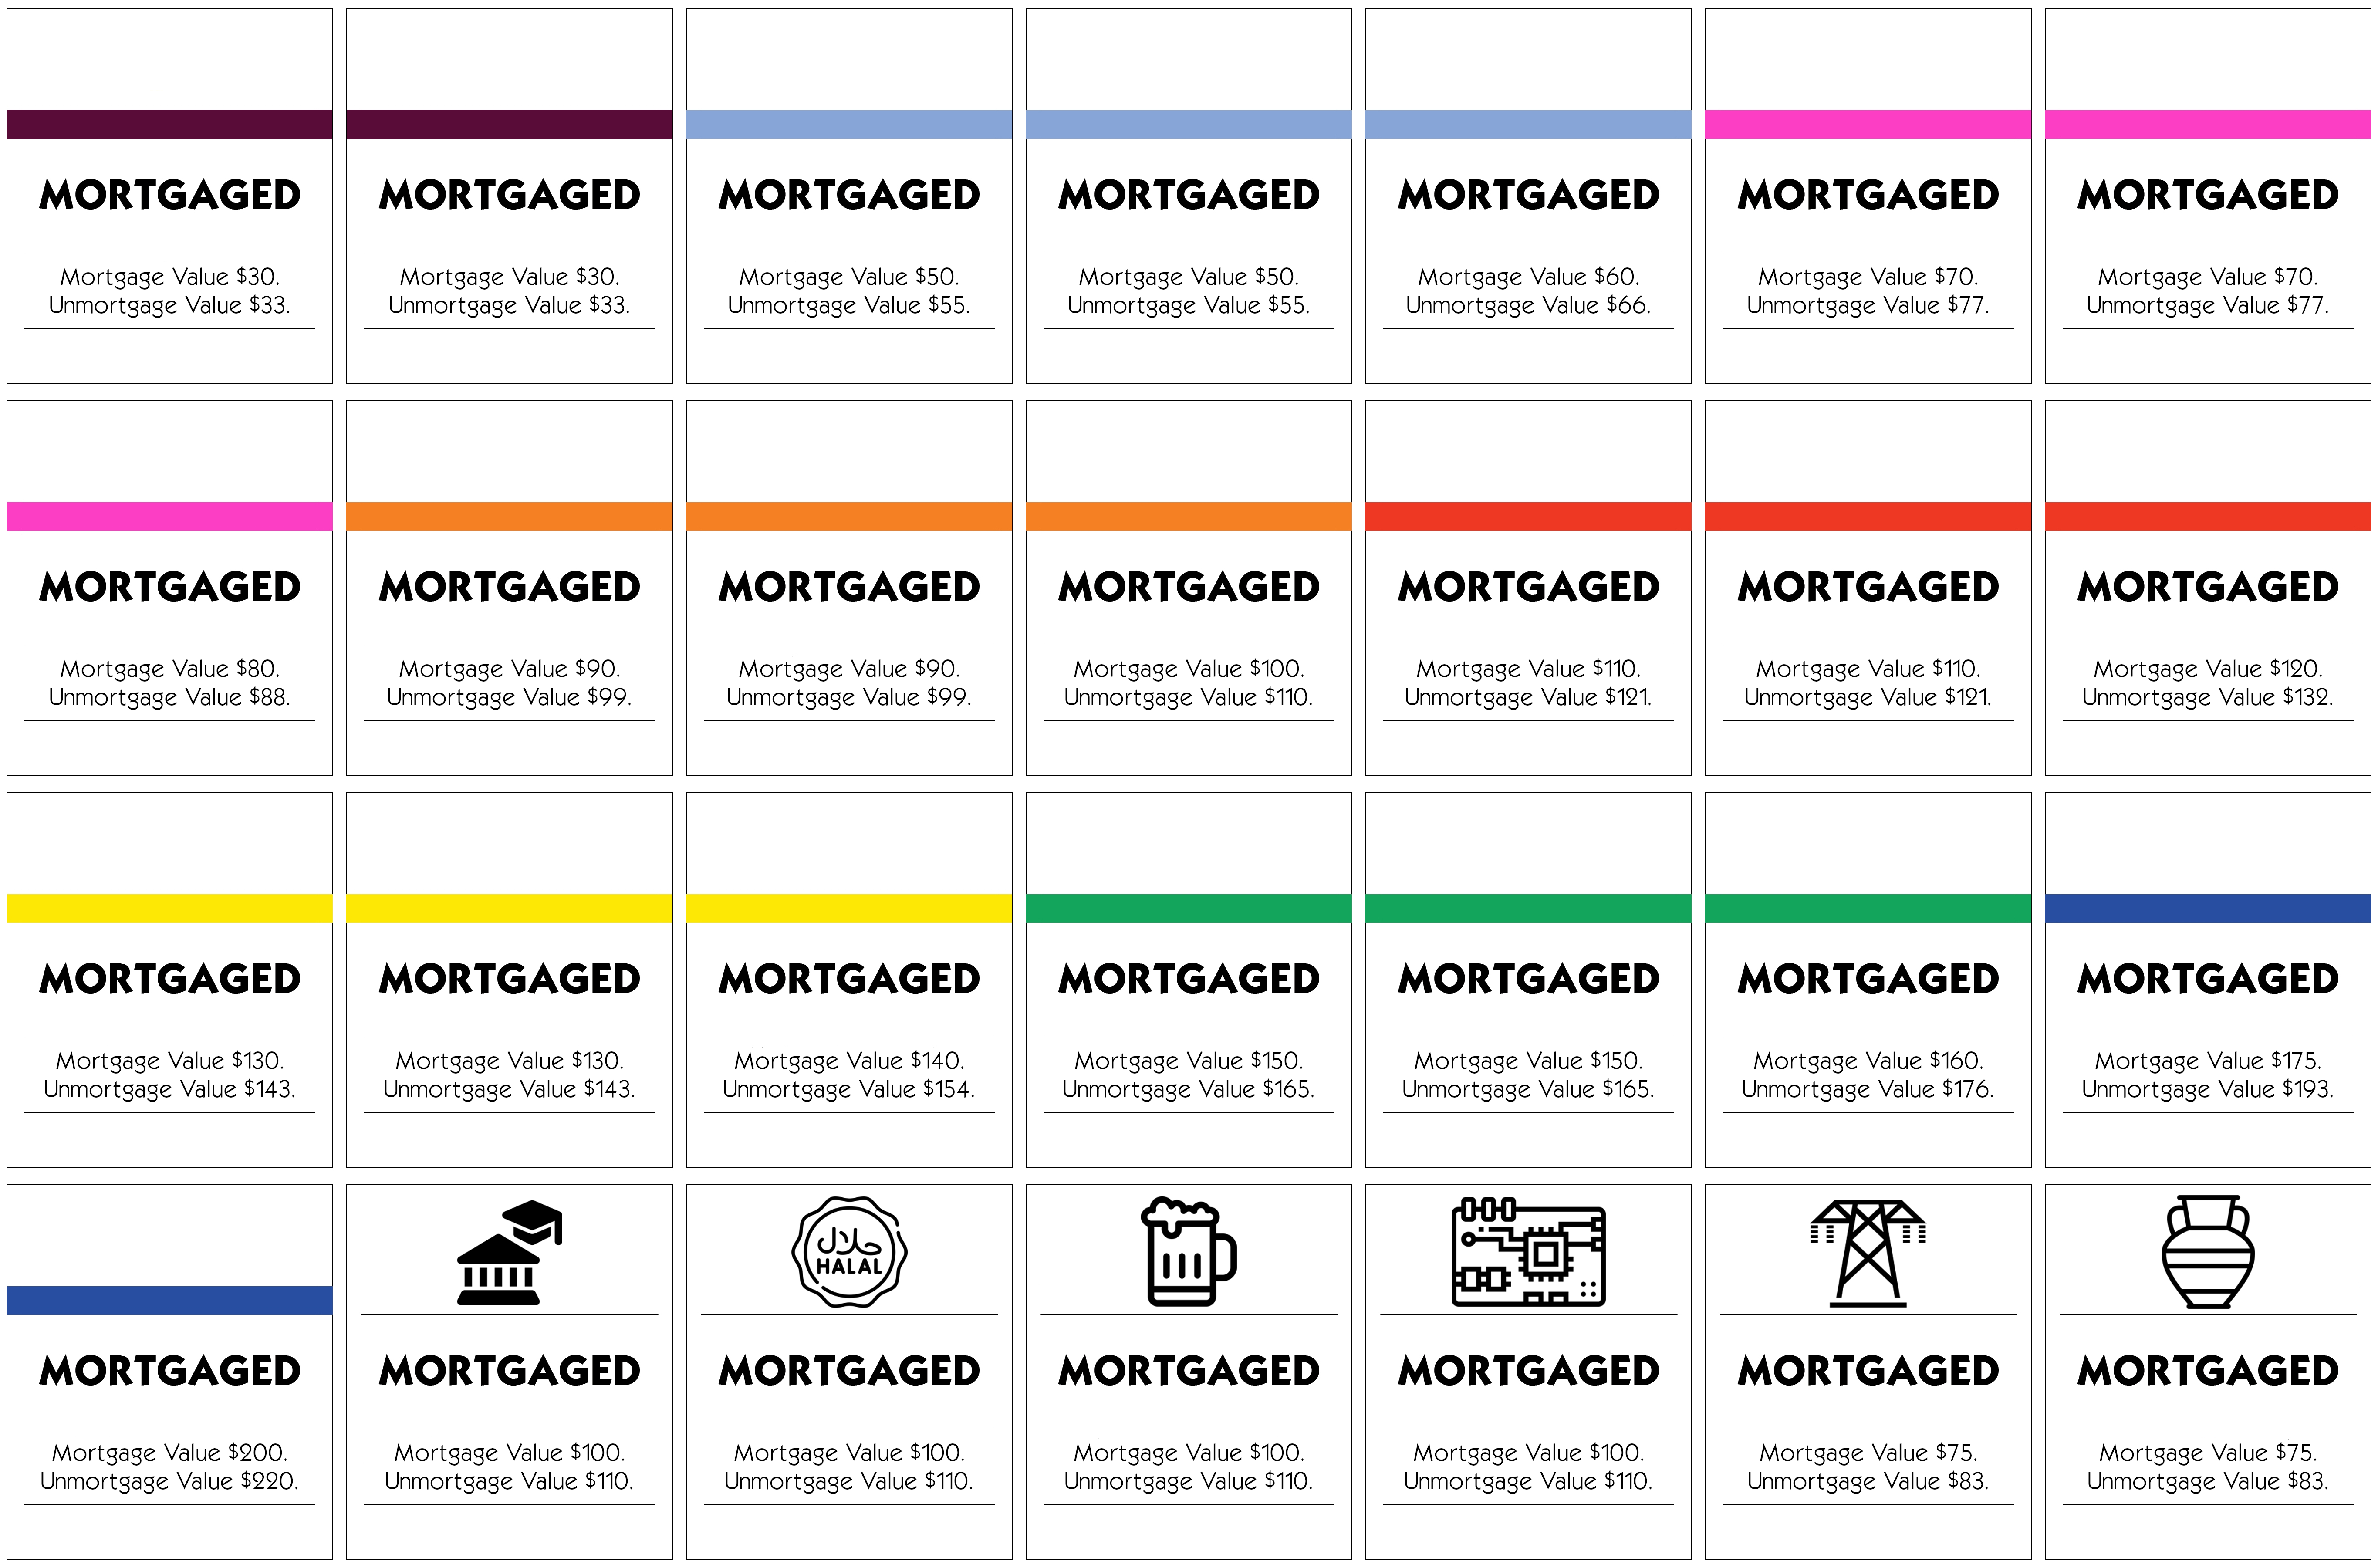 MORTGAGED
Mortgage Value $30.
Unmortgage Value $33.
MORTGAGED
Mortgage Value $30.
Unmortgage Value $33.
MORTGAGED
Mortgage Value $50.
Unmortgage Value $55.
MORTGAGED
Mortgage Value $50.
Unmortgage Value $55.
MORTGAGED
Mortgage Value $60.
Unmortgage Value $66.
MORTGAGED
Mortgage Value $70.
Unmortgage Value $77.
MORTGAGED
Mortgage Value $70.
Unmortgage Value $77.
MORTGAGED
Mortgage Value $80.
Unmortgage Value $88.
MORTGAGED
Mortgage Value $90.
Unmortgage Value $99.
MORTGAGED
Mortgage Value $90.
Unmortgage Value $99.
MORTGAGED
Mortgage Value $100.
Unmortgage Value $110.
MORTGAGED
Mortgage Value $110.
Unmortgage Value $121.
MORTGAGED
Mortgage Value $110.
Unmortgage Value $121.
MORTGAGED
Mortgage Value $120.
Unmortgage Value $132.
MORTGAGED
Mortgage Value $130.
Unmortgage Value $143.
MORTGAGED
Mortgage Value $130.
Unmortgage Value $143.
MORTGAGED
Mortgage Value $140.
Unmortgage Value $154.
MORTGAGED
Mortgage Value $150.
Unmortgage Value $165.
MORTGAGED
Mortgage Value $150.
Unmortgage Value $165.
MORTGAGED
Mortgage Value $160.
Unmortgage Value $176.
MORTGAGED
Mortgage Value $175.
Unmortgage Value $193.
MORTGAGED
Mortgage Value $200.
Unmortgage Value $220.
MORTGAGED
Mortgage Value $100.
Unmortgage Value $110.
حلال
HALAL
MORTGAGED
Mortgage Value $100.
Unmortgage Value $110.
MORTGAGED
Mortgage Value $100.
Unmortgage Value $110.
MORTGAGED
Mortgage Value $100.
Unmortgage Value $110.
MORTGAGED
Mortgage Value $75.
Unmortgage Value $83.
MORTGAGED
Mortgage Value $75.
Unmortgage Value $83.